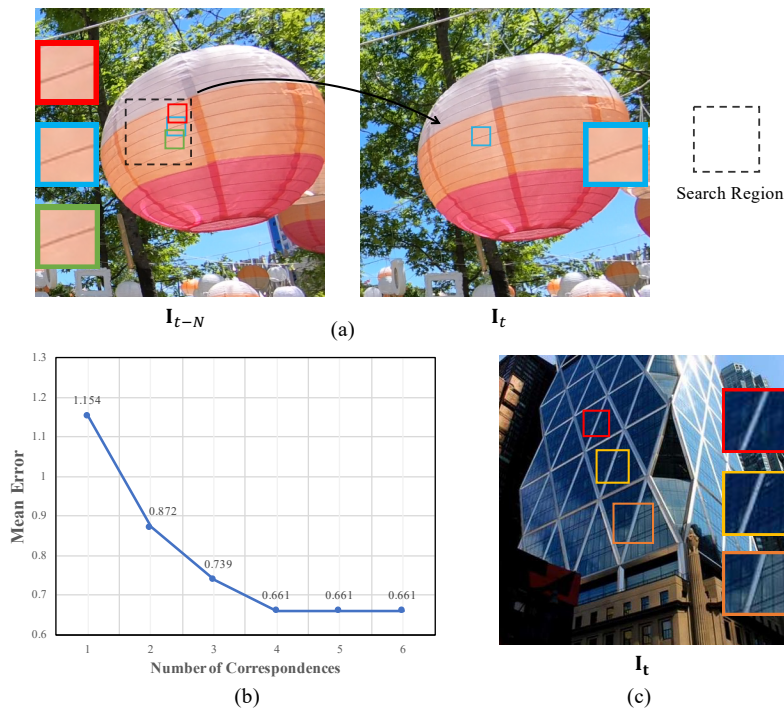 Search Region
I_{t−N}
I_t
(a)
1.3
1.2
1.1
1
0.9
0.8
0.7
0.6
1.154
0.872
0.739
0.661
0.661
0.661
1
2
3
4
5
6
Mean Error
Number of Correspondences
(b)
I_t
(c)